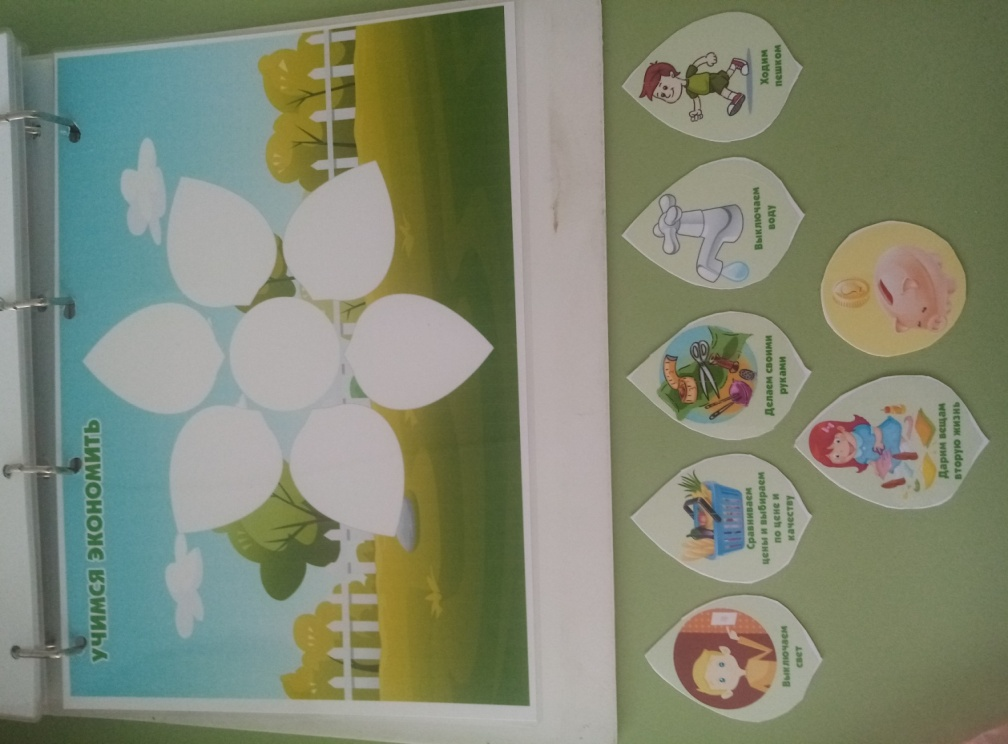 УЧИМСЯ ЭКОНОМИТЬ
Выключаем
свет
Сравниваем
цены и выбираем
по цене и
качеству
Делаем своими
руками
Выключаем
воду
Ходим
пешком
Дарим вещам
вторую жизнь